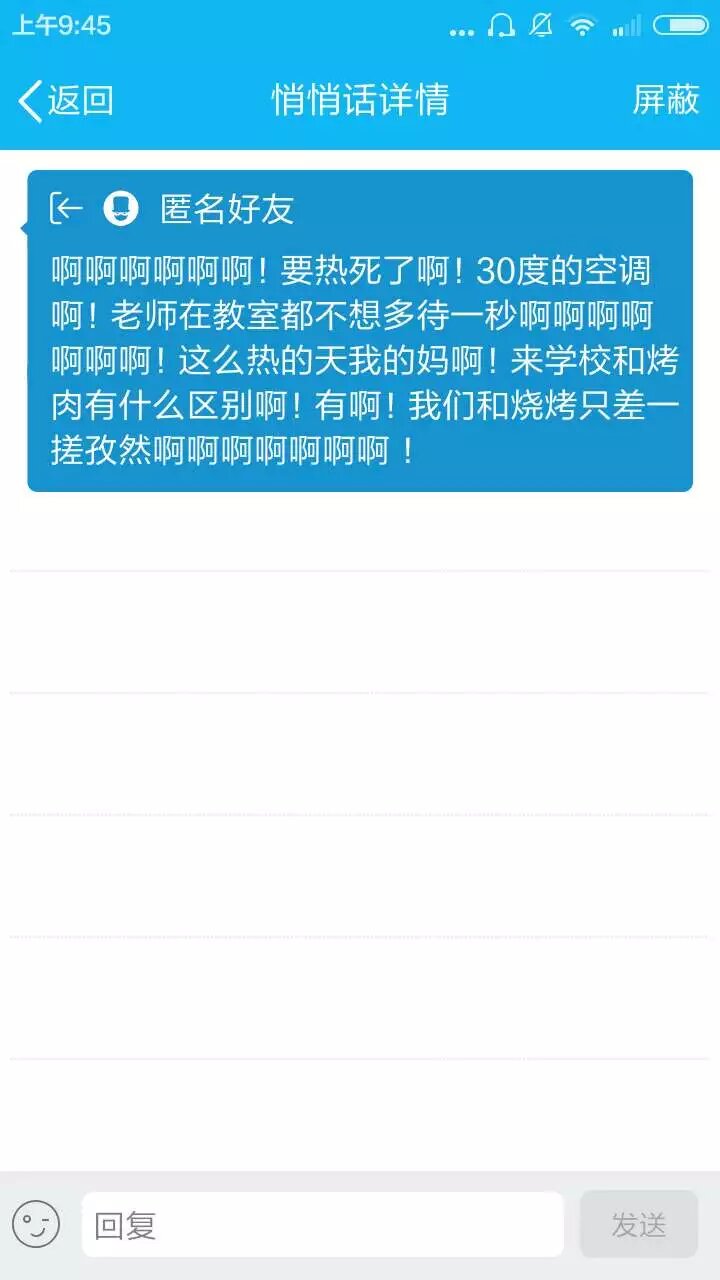 上午9:45
返回 悄悄话详情 屏蔽
匿名好友
啊啊啊啊啊啊！要热死了啊！30度的空调
啊！老师在教室都不想多待一秒啊啊啊啊
啊啊啊！这么热的天我的妈啊！来学校和烤
肉有什么区别啊！有啊！我们和烧烤只差一
搓孜然啊啊啊啊啊啊啊！
回复 发送